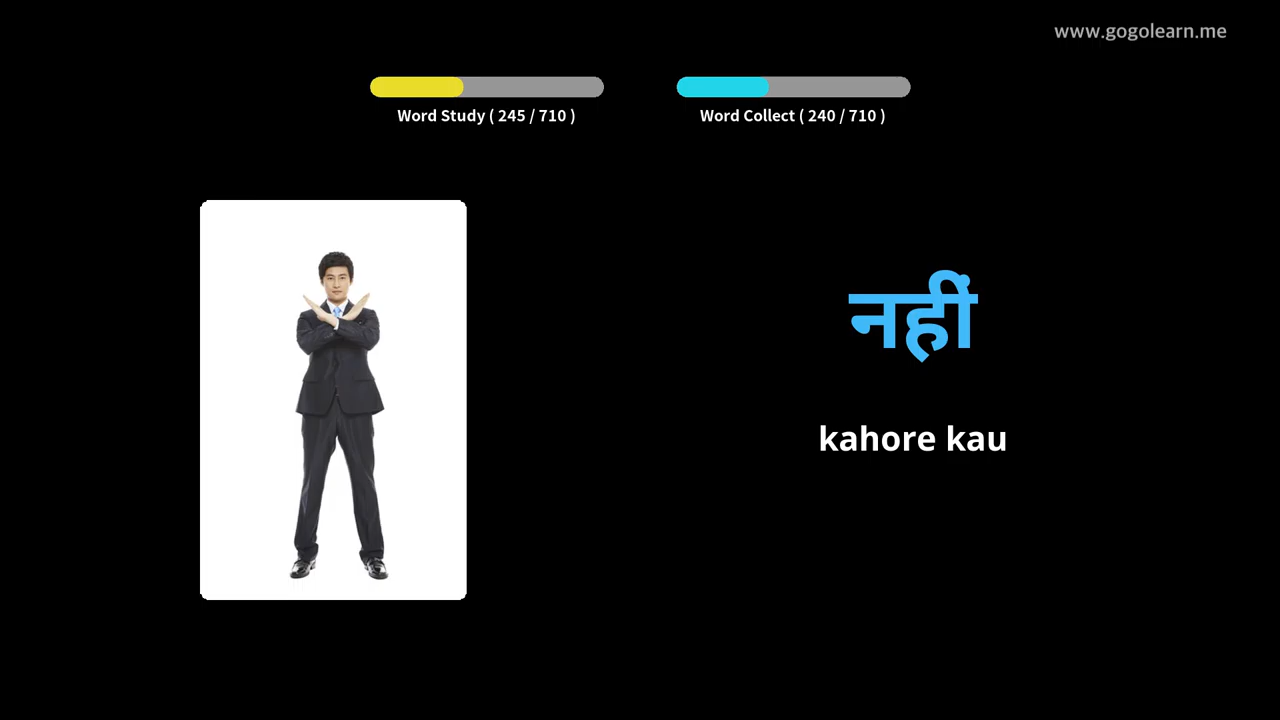 www.gogolearn.me
Word Study ( 245 / 710 )
Word Collect ( 240 / 710 )
नहीं
kahore kau